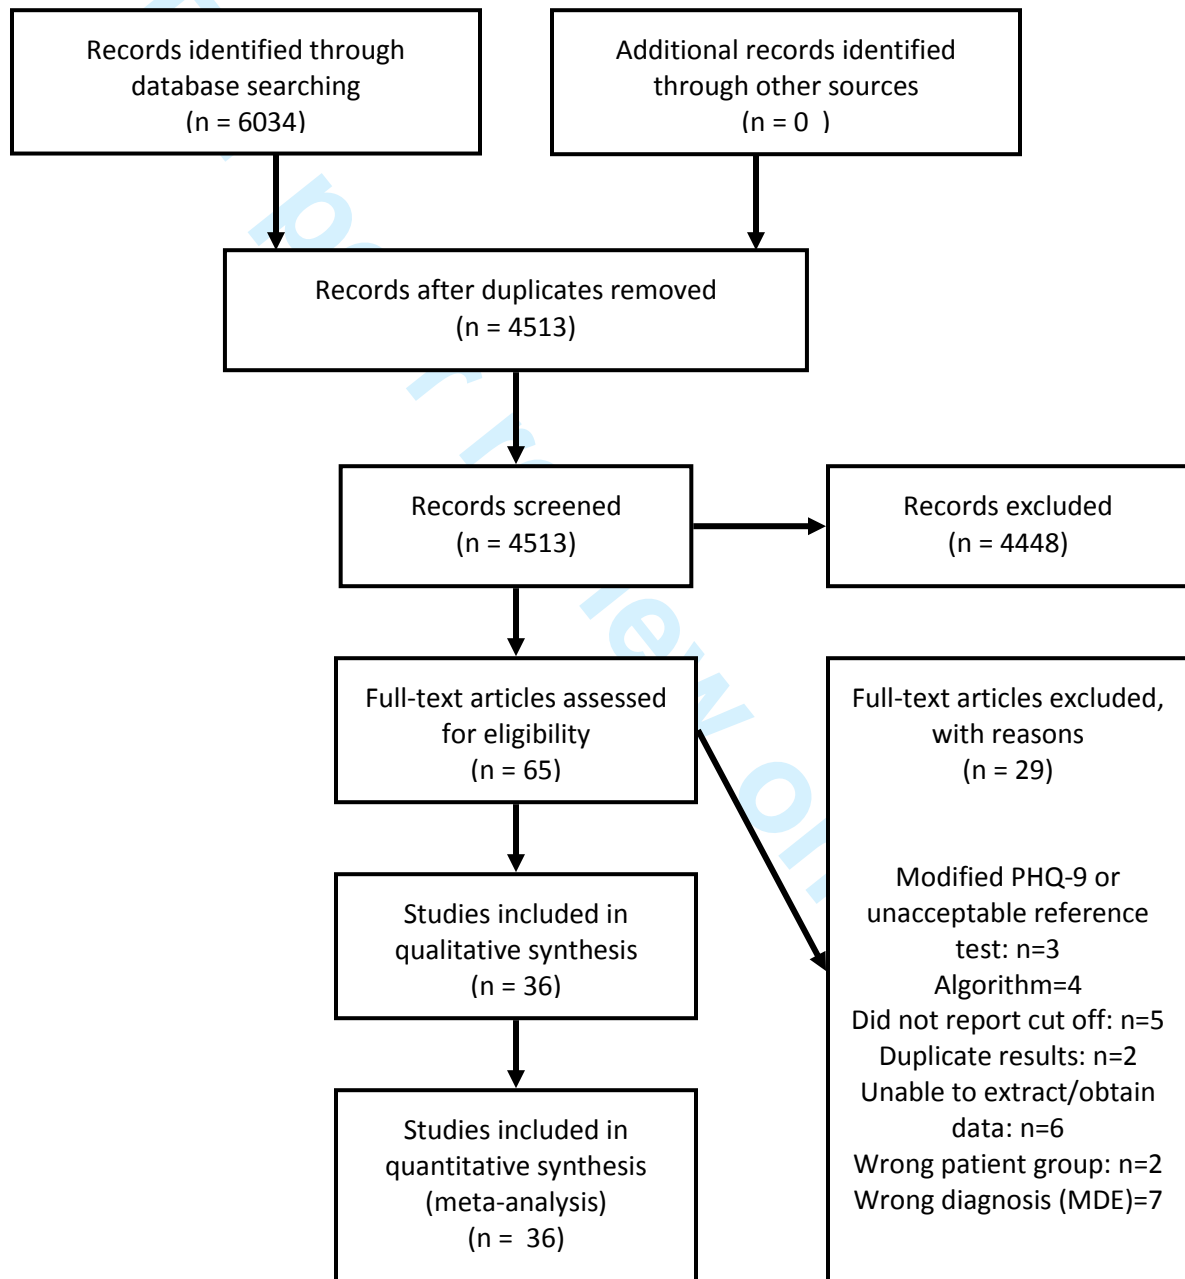 Records identified through
database searching
(n = 6034)
Additional records identified
through other sources
(n = 0  )
Records after duplicates removed
(n = 4513)
Records screened
(n = 4513)
Records excluded
(n = 4448)
Full-text articles assessed
for eligibility
(n = 65)
Full-text articles excluded,
with reasons
(n = 29)
Modified PHQ-9 or
unacceptable reference
test: n=3
Algorithm=4
Did not report cut off: n=5
Duplicate results: n=2
Unable to extract/obtain
data: n=6
Wrong patient group: n=2
Wrong diagnosis (MDE)=7
Studies included in
qualitative synthesis
(n = 36)
Studies included in
quantitative synthesis
(meta-analysis)
(n =  36)